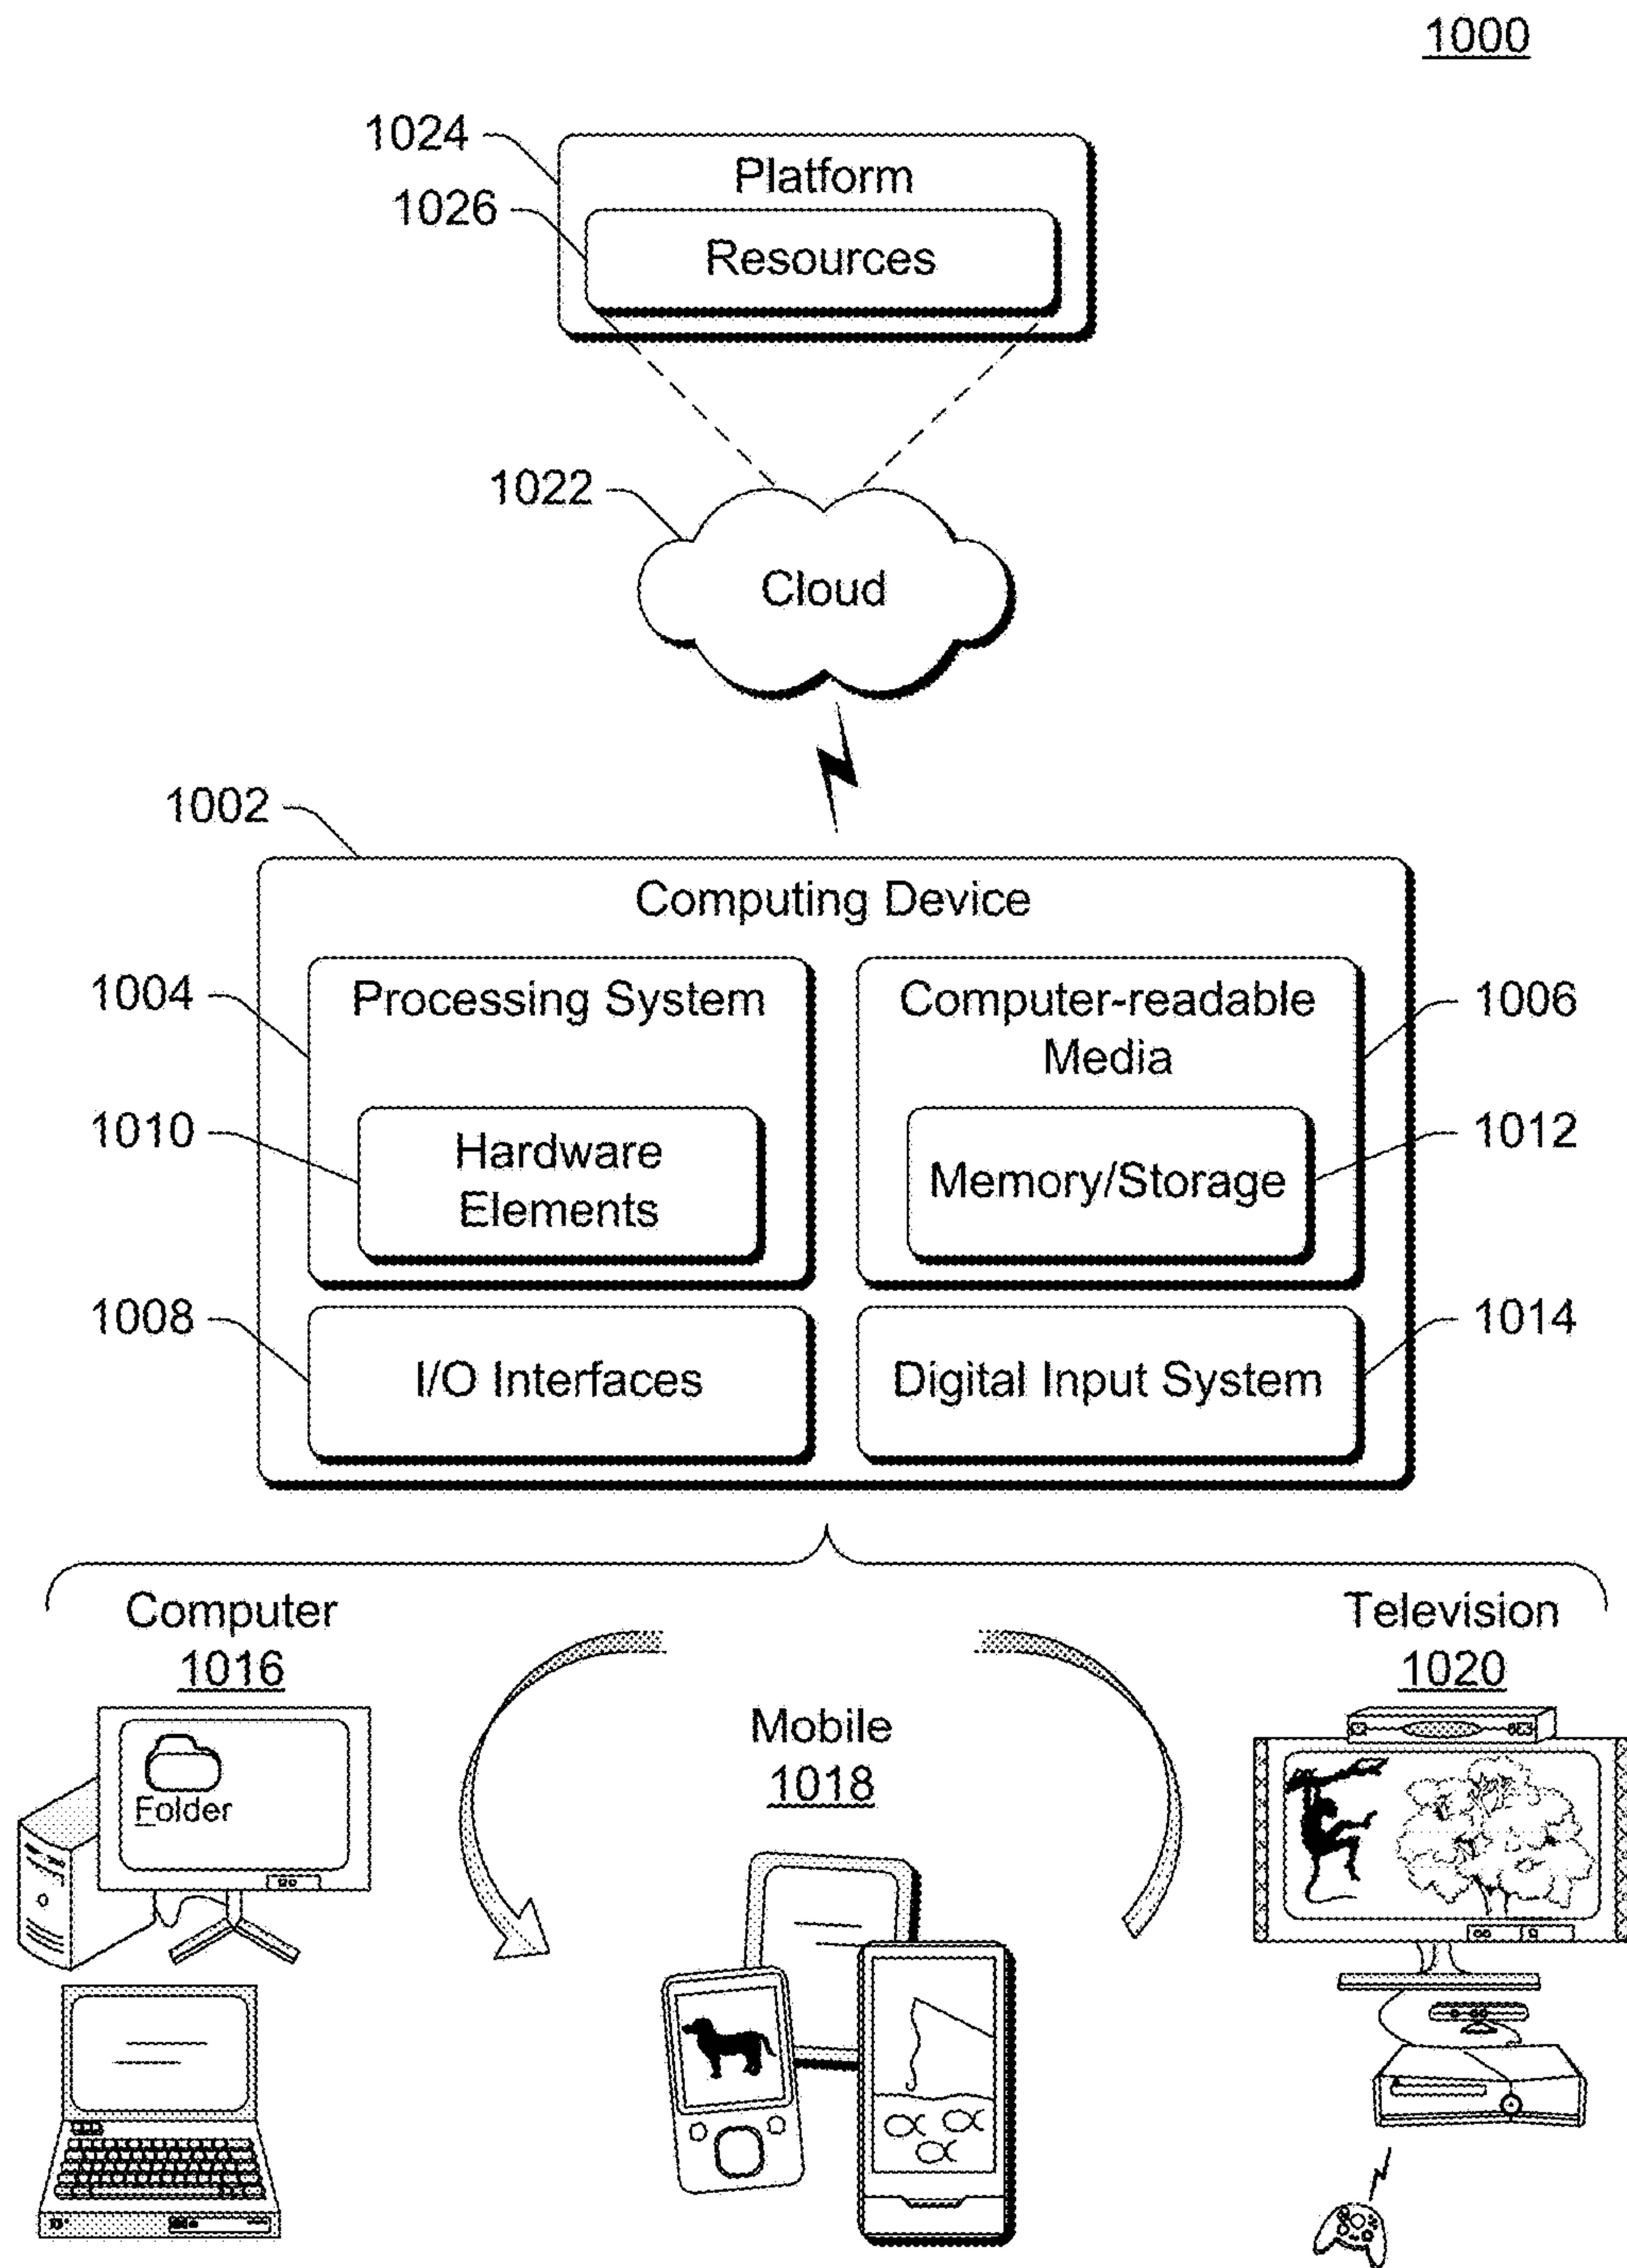 1000
1024
Platform
1026
Resources
1022
Cloud
1002
Computing Device
1004
Processing System
Computer-readable
Media
1006
1010
Hardware
Elements
Memory/Storage
1012
1008
I/O Interfaces
Digital Input System
1014
Computer
1016
Mobile
1018
Television
1020
Folder